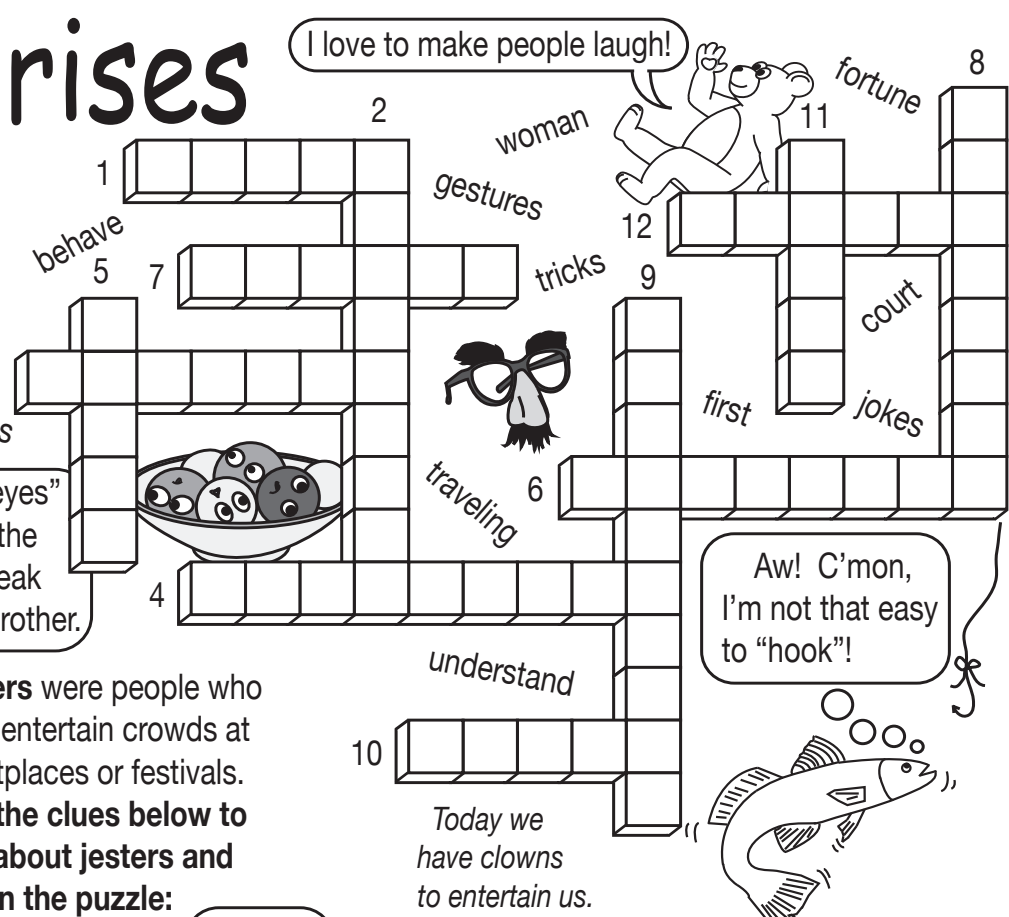 rises
I love to make people laugh!
8
fortune
2
11
woman
1
gestures
12
behave
5
7
tricks
9
court
first
jokes
s
traveling
6
eyes”
the
eak
rother.
4
Aw! C’mon,
I’m not that easy
to “hook”!
understand
ers were people who
entertain crowds at
tplaces or festivals.
the clues below to
about jesters and
n the puzzle:
10
Today we
have clowns
to entertain us.